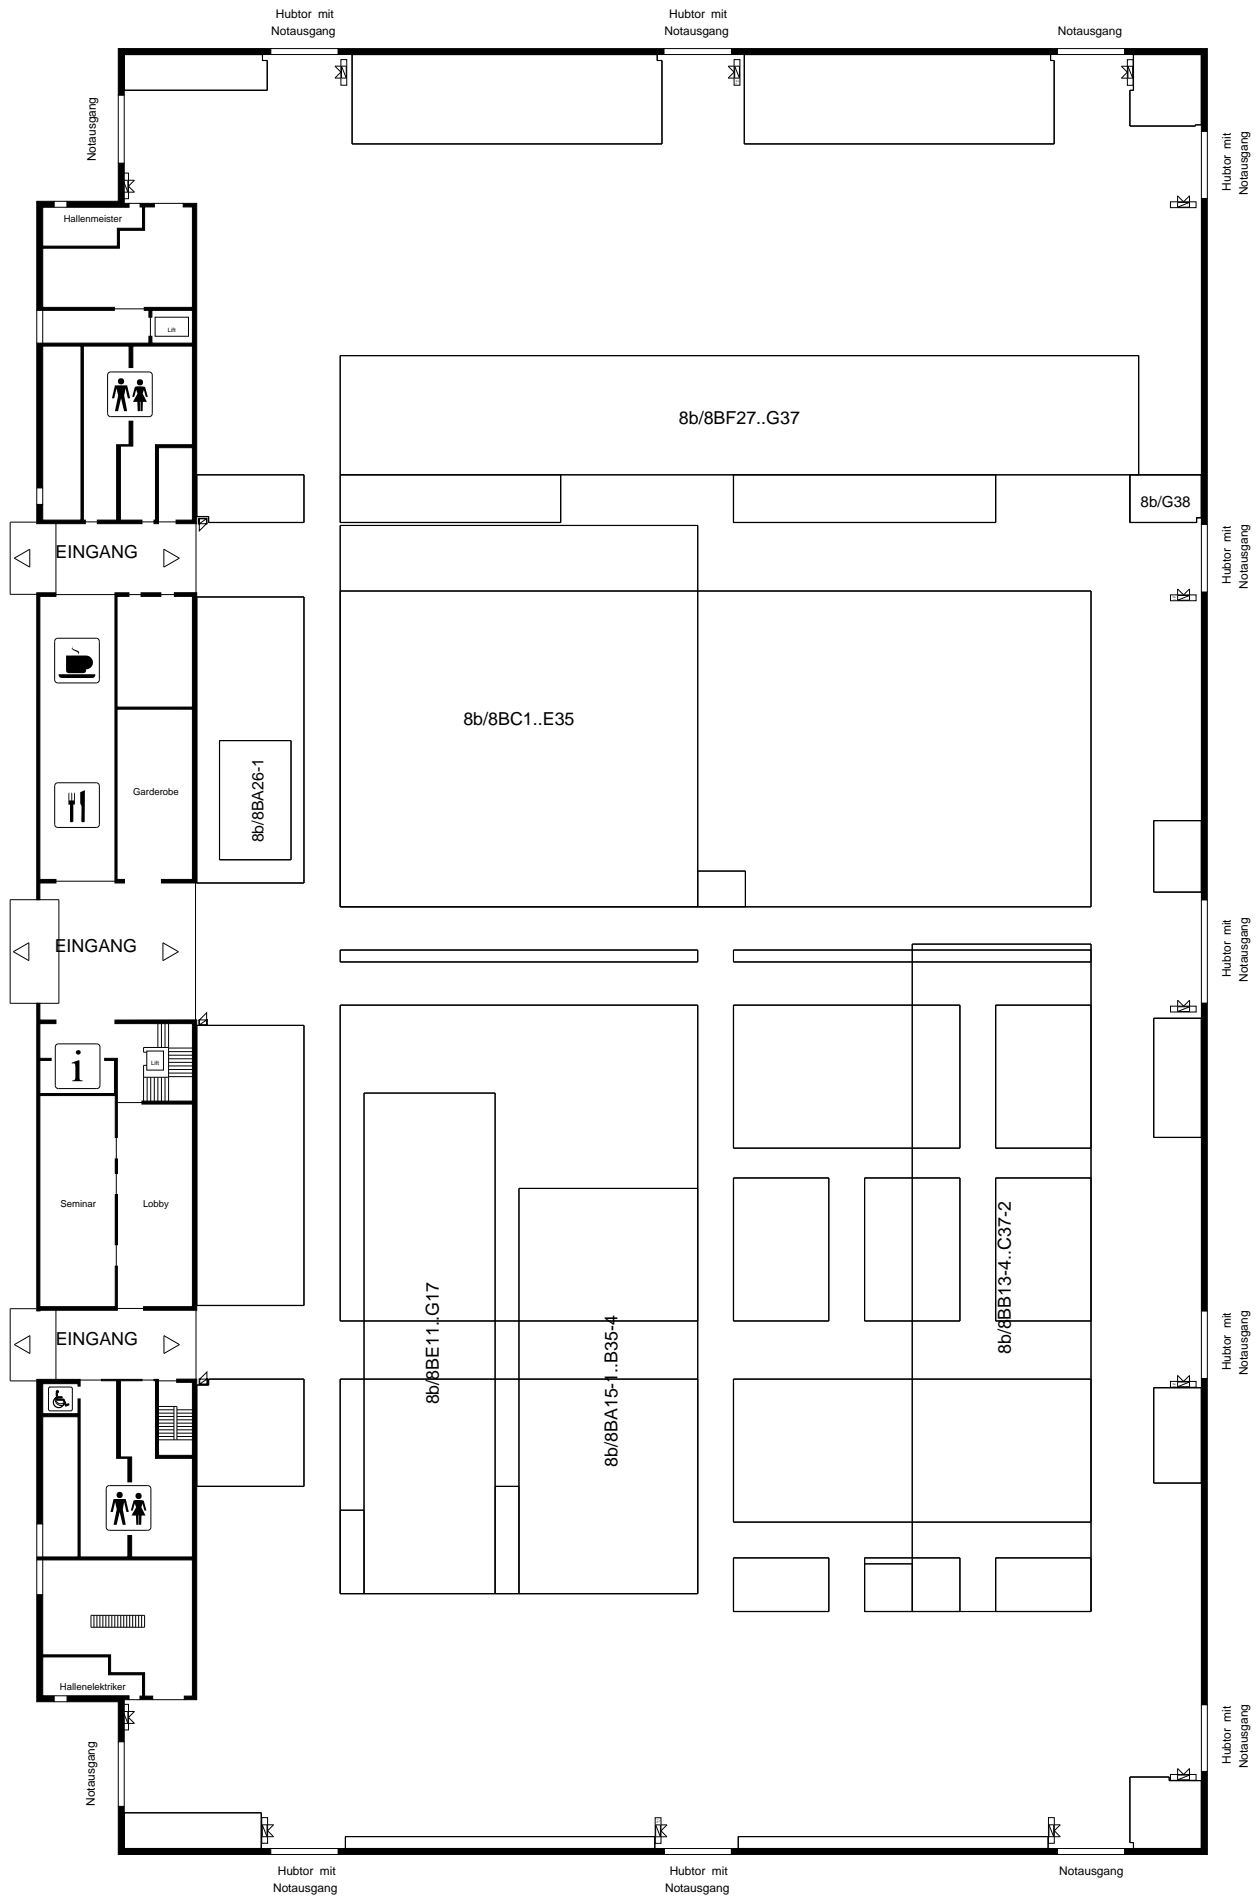 Hubtor mit
Notausgang
Hubtor mit
Notausgang
Notausgang
Notausgang
Hubtor mit
Notausgang
Hallenmeister
Lift
8b/8BF27..G37
8b/G38
EINGANG
Hubtor mit
Notausgang
8b/8BC1..E35
8b/8BA26-1
Garderobe
EINGANG
Hubtor mit
Notausgang
i
Lift
Seminar
Lobby
8b/8BB13-4..C37-2
8b/8BE11..G17
8b/8BA15-1..B35-4
EINGANG
Hubtor mit
Notausgang
Hallenelektriker
Notausgang
Hubtor mit
Notausgang
Hubtor mit
Notausgang
Hubtor mit
Notausgang
Notausgang